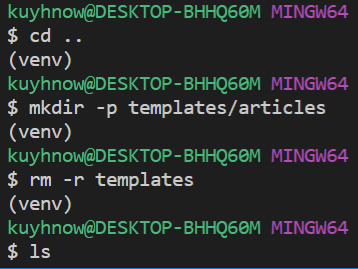 kuyhnow@DESKTOP-BHHQ60M MINGW64
$ cd ..
(venv)
kuyhnow@DESKTOP-BHHQ60M MINGW64
$ mkdir -p templates/articles
(venv)
kuyhnow@DESKTOP-BHHQ60M MINGW64
$ rm -r templates
(venv)
kuyhnow@DESKTOP-BHHQ60M MINGW64
$ ls